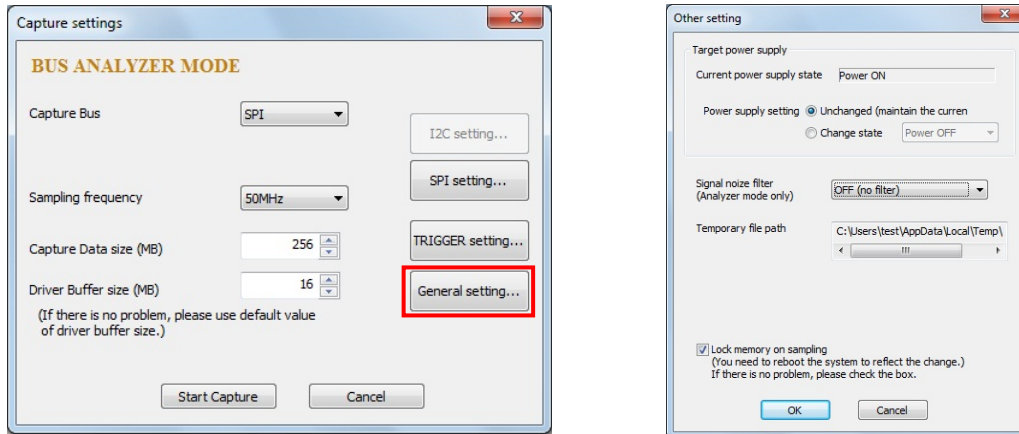 Capture settings
BUS ANALYZER MODE
Capture Bus
SPI
I2C setting...
SPI setting...
Sampling frequency
50MHz
Capture Data size (MB)
256
TRIGGER setting...
Driver Buffer size (MB)
16
General setting...
(If there is no problem, please use default value
of driver buffer size.)
Start Capture
Cancel
Other setting
Target power supply
Current power supply state
Power ON
Power supply setting
Unchanged (maintain the curren
Change state
Power OFF
Signal noize filter
(Analyzer mode only)
OFF (no filter)
Temporary file path
C:\Users\test\AppData\Local\Temp\
Lock memory on sampling
(You need to reboot the system to reflect the change.)
If there is no problem, please check the box.
OK
Cancel